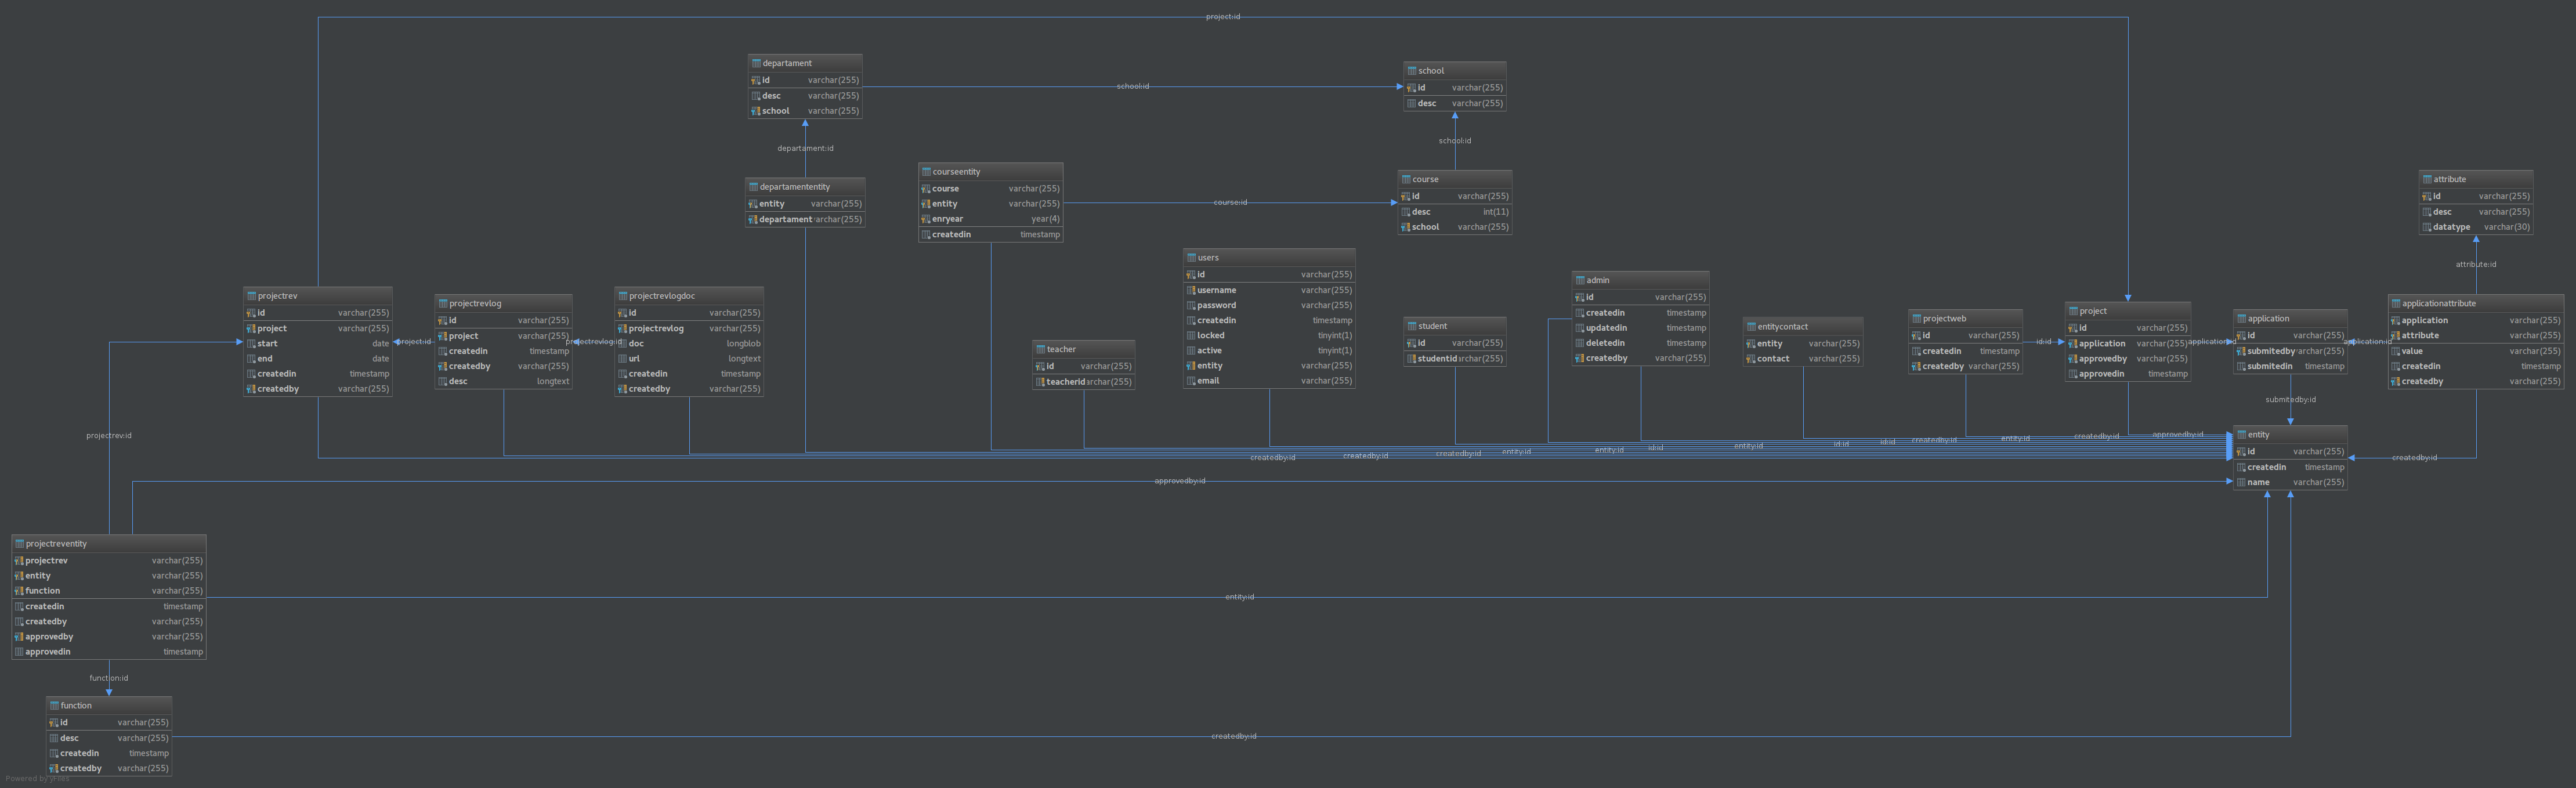 project:id
departament
id varchar(255)
desc varchar(255)
school varchar(255)
school:id
school
id varchar(255)
desc varchar(255)
departament:id
school:id
departamententity
entity varchar(255)
departament varchar(255)
courseentity
course varchar(255)
entity varchar(255)
enryear year(4)
createdin timestamp
course:id
course
id varchar(255)
desc int(11)
school varchar(255)
attribute
id varchar(255)
desc varchar(255)
datatype varchar(30)
attribute:id
projectrev
id varchar(255)
project varchar(255)
start date
end date
createdin timestamp
createdby varchar(255)
project:id
projectrevlog
id varchar(255)
project varchar(255)
createdin timestamp
createdby varchar(255)
desc longtext
projectrevlog:id
projectrevlogdoc
id varchar(255)
projectrevlog varchar(255)
doc longblob
url longtext
createdin timestamp
createdby varchar(255)
teacher
id varchar(255)
teacherid varchar(255)
users
id varchar(255)
username varchar(255)
password varchar(255)
createdin timestamp
locked tinyint(1)
active tinyint(1)
entity varchar(255)
email varchar(255)
student
id varchar(255)
studentid varchar(255)
admin
id varchar(255)
createdin timestamp
updatedin timestamp
deletedin timestamp
createdby varchar(255)
entitycontact
entity varchar(255)
contact varchar(255)
projectweb
id varchar(255)
createdin timestamp
createdby varchar(255)
id:id
project
id varchar(255)
application varchar(255)
approvedby varchar(255)
approvedin timestamp
application:id
application
id varchar(255)
submitedby varchar(255)
submitedin timestamp
application:id
applicationattribute
application varchar(255)
attribute varchar(255)
value varchar(255)
createdin timestamp
createdby varchar(255)
submitedby:id
projectrev:id
createdby:id
createdby:id
createdby:id
entity:id
entity:id
id:id
entity:id
id:id
id:id
createdby:id
entity:id
createdby:id
approvedby:id
entity
id varchar(255)
createdin timestamp
name varchar(255)
createdby:id
approvedby:id
projectreventity
projectrev varchar(255)
entity varchar(255)
function varchar(255)
createdin timestamp
createdby varchar(255)
approvedby varchar(255)
approvedin timestamp
entity:id
function:id
function
id varchar(255)
desc varchar(255)
createdin timestamp
createdby varchar(255)
createdby:id
Powered by yFiles